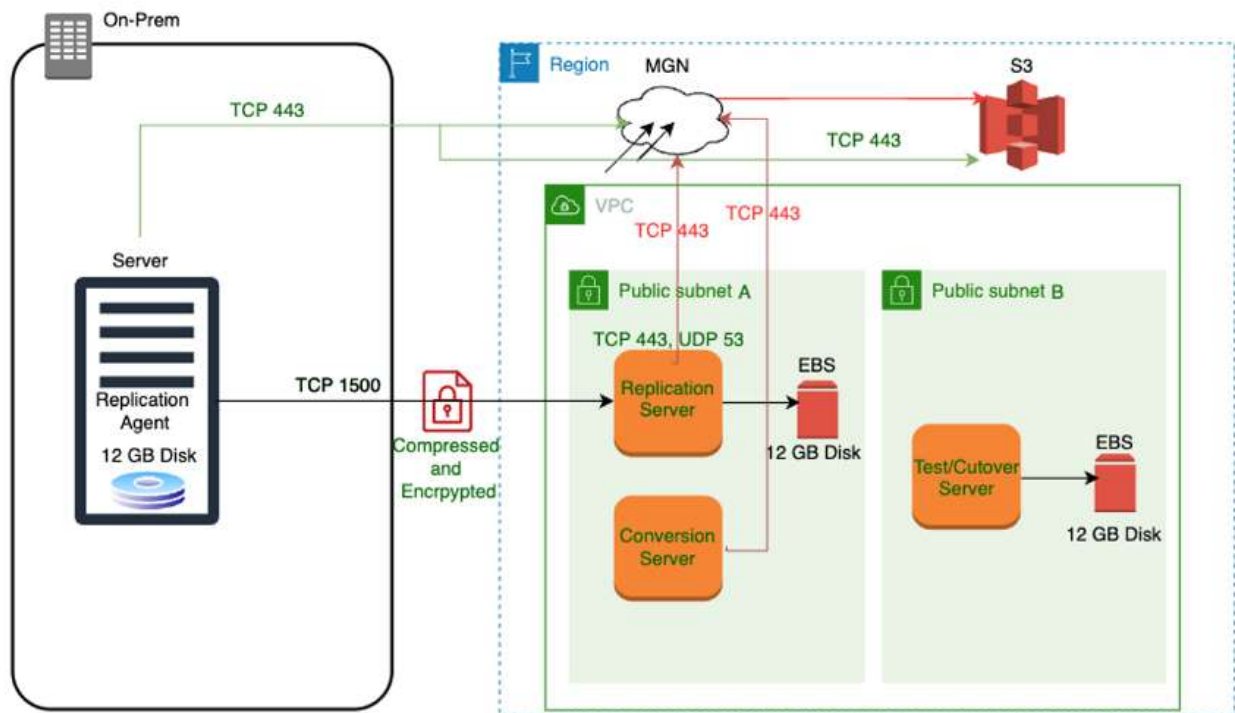 On-Prem
Region
MGN
S3
TCP 443
TCP 443
VPC
TCP 443
TCP 443
Server
Public subnet A
Public subnet B
TCP 443, UDP 53
TCP 1500
Replication
Agent
12 GB Disk
Compressed
and
Encrpypted
Replication
Server
EBS
12 GB Disk
Conversion
Server
Test/Cutover
Server
EBS
12 GB Disk